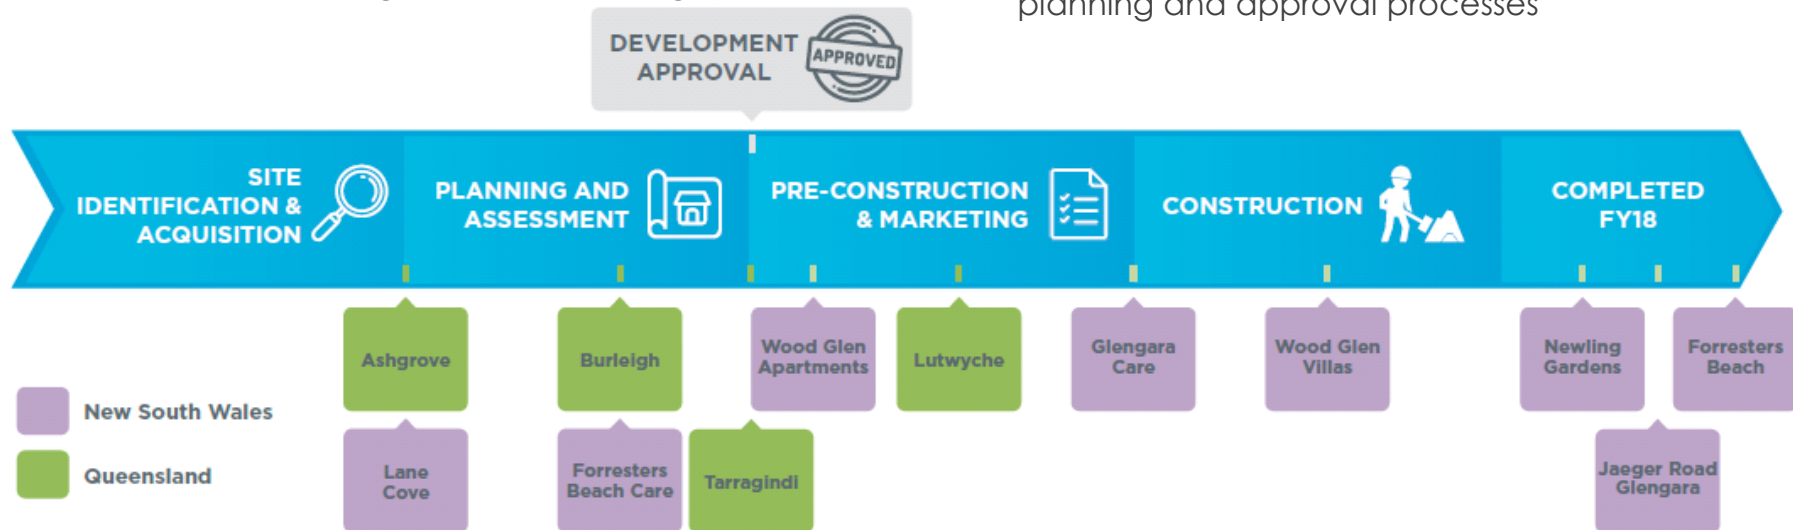 planning and approval processes
DEVELOPMENT
APPROVAL
APPROVED
SITE
IDENTIFICATION &
ACQUISITION
PLANNING AND
ASSESSMENT
PRE-CONSTRUCTION
& MARKETING
CONSTRUCTION
COMPLETED
FY18
Ashgrove
Burleigh
Wood Glen
Apartments
Lutwyche
Glengara
Care
Wood Glen
Villas
Newling
Gardens
Forresters
Beach
New South Wales
Queensland
Lane
Cove
Forresters
Beach Care
Tarragindi
Jaeger Road
Glengara